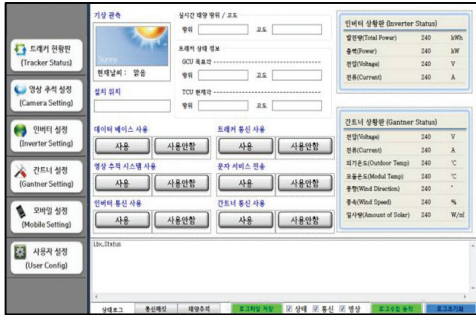 트래커 현황판
(Tracker Status)
영상 추적 설정
(Camera Setting)
인버터 설정
(Inverter Setting)
간트너 설정
(Gantner Setting)
모바일 설정
(Mobile Setting)
사용자 설정
(User Config)
기상 관측
Sunny
현재날씨 : 맑음
설치 위치
실시간 태양 방위 / 고도
방위
고도
트래커 상태 정보
GCU 목표각
방위
고도
TCU 현재각
방위
고도
데이터 베이스 사용
트래커 통신 사용
사용
사용안함
사용
사용안함
영상 추적 시스템 사용
문자 서비스 전송
사용
사용안함
사용
사용안함
인버터 통신 사용
간트너 통신 사용
사용
사용안함
사용
사용안함
인버터 상황판 (Inverter Status)
발전량(Total Power) 240 kWh
출력(Power) 240 kW
전압(Voltage) 240 V
전류(Current) 240 A
간트너 상황판 (Gantner Status)
전압(Voltage) 240 V
전류(Current) 240 A
외기온도(Outdoor Temp) 240 ℃
모듈온도(Modul Temp) 240 ℃
풍향(Wind Direction) 240 °
풍속(Wind Speed) 240 %
일사량(Amount of Solar) 240 W/㎡
Lbx_Status
상태로그
통신패킷
태양추적
로그파일 저장
상태
통신
영상
로그수집 동작
로그초기화